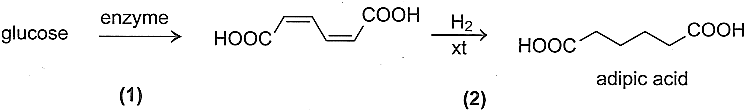 glucose enzyme HOOC COOH H2 xt HOOC COOH
adipic acid
(1) (2)